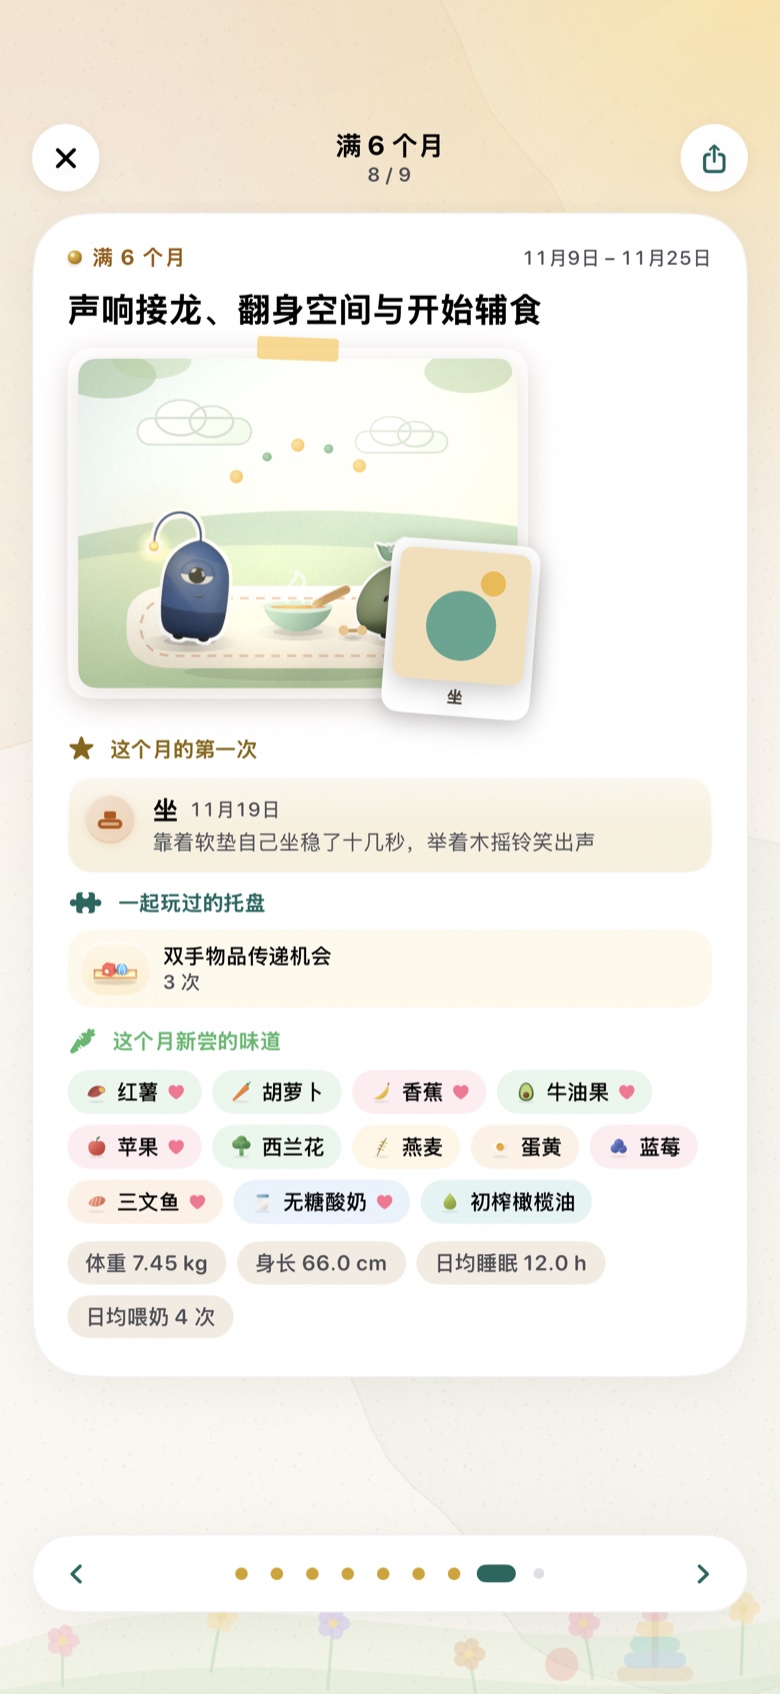 满 6 个月
8 / 9
满 6 个月
11月9日 – 11月25日
声响接龙、翻身空间与开始辅食
坐
这个月的第一次
坐 11月19日
靠着软垫自己坐稳了十几秒，举着木摇铃笑出声
一起玩过的托盘
双手物品传递机会
3 次
这个月新尝的味道
红薯 胡萝卜 香蕉 牛油果
苹果 西兰花 燕麦 蛋黄 蓝莓
三文鱼 无糖酸奶 初榨橄榄油
体重 7.45 kg 身长 66.0 cm 日均睡眠 12.0 h
日均喂奶 4 次